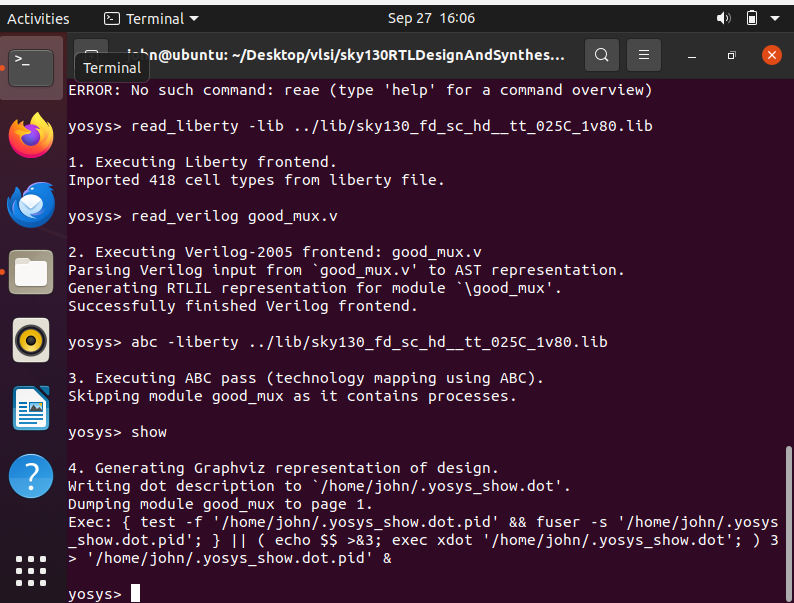 Activities
Terminal
Sep 27 16:06
john@ubuntu: ~/Desktop/vlsi/sky130RTLDesignAndSynthes...
Terminal
ERROR: No such command: reae (type 'help' for a command overview)
yosys> read_liberty -lib ../lib/sky130_fd_sc_hd__tt_025C_1v80.lib
1. Executing Liberty frontend.
Imported 418 cell types from liberty file.
yosys> read_verilog good_mux.v
2. Executing Verilog-2005 frontend: good_mux.v
Parsing Verilog input from `good_mux.v' to AST representation.
Generating RTLIL representation for module `\good_mux'.
Successfully finished Verilog frontend.
yosys> abc -liberty ../lib/sky130_fd_sc_hd__tt_025C_1v80.lib
3. Executing ABC pass (technology mapping using ABC).
Skipping module good_mux as it contains processes.
yosys> show
4. Generating Graphviz representation of design.
Writing dot description to `/home/john/.yosys_show.dot'.
Dumping module good_mux to page 1.
Exec: { test -f '/home/john/.yosys_show.dot.pid' && fuser -s '/home/john/.yosys
_show.dot.pid'; } || ( echo $$ >&3; exec xdot '/home/john/.yosys_show.dot'; ) 3
> '/home/john/.yosys_show.dot.pid' &
yosys>